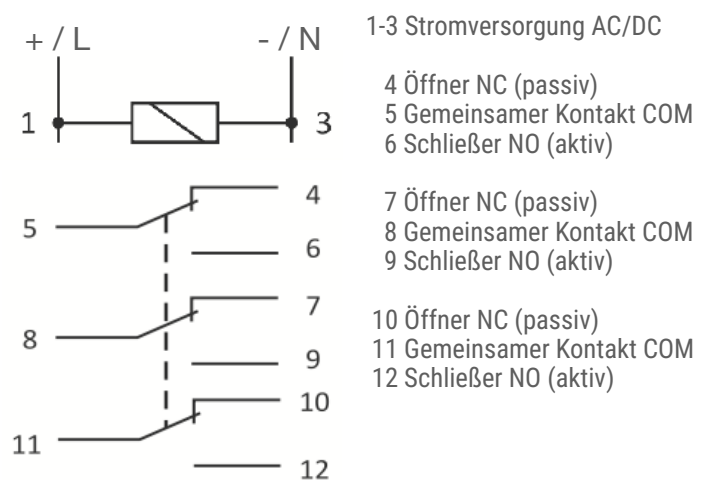 + / L
- / N
1
3
5
4
6
8
7
9
11
10
12
1-3 Stromversorgung AC/DC
4 Öffner NC (passiv)
5 Gemeinsamer Kontakt COM
6 Schließer NO (aktiv)
7 Öffner NC (passiv)
8 Gemeinsamer Kontakt COM
9 Schließer NO (aktiv)
10 Öffner NC (passiv)
11 Gemeinsamer Kontakt COM
12 Schließer NO (aktiv)